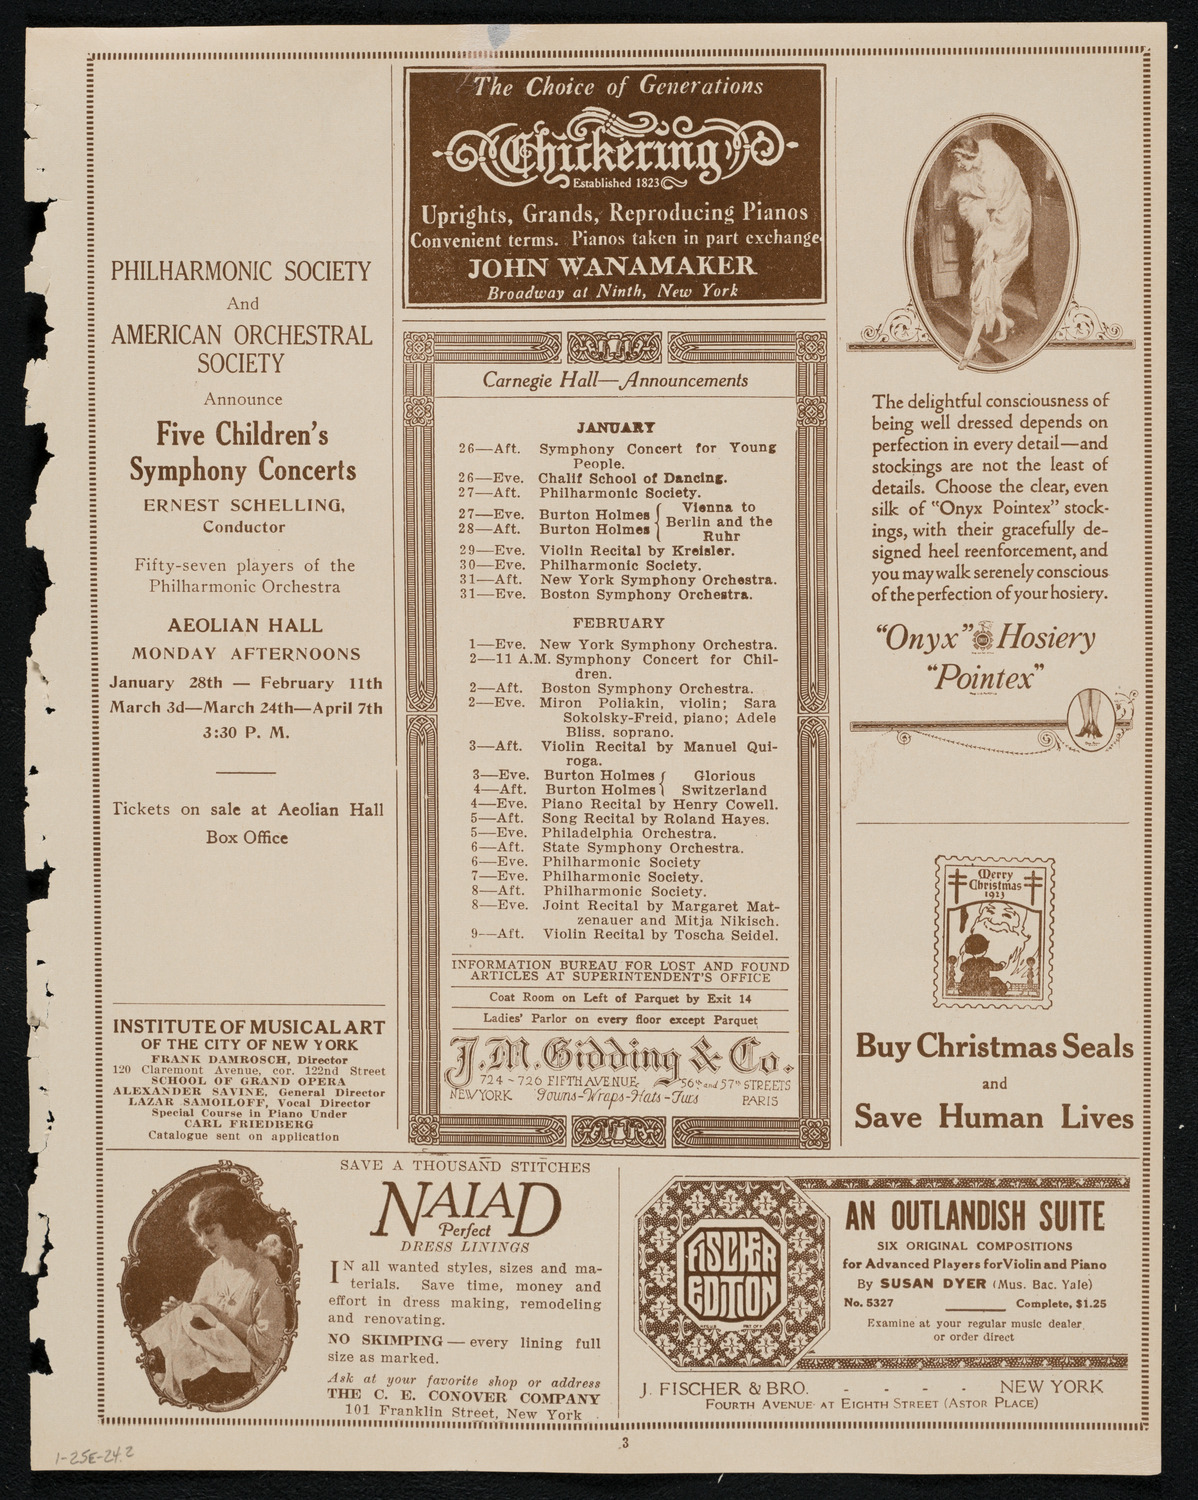 PHILHARMONIC SOCIETY
And
AMERICAN ORCHESTRAL
SOCIETY
Announce
Five Children's
Symphony Concerts
ERNEST SCHELLING,
Conductor
Fifty-seven players of the
Philharmonic Orchestra
AEOLIAN HALL
MONDAY AFTERNOONS
January 28th — February 11th
March 3d—March 24th—April 7th
3:30 P. M.
Tickets on sale at Aeolian Hall
Box Office
INSTITUTE OF MUSICAL ART
OF THE CITY OF NEW YORK
FRANK DAMROSCH, Director
120 Claremont Avenue, cor. 122nd Street
SCHOOL OF GRAND OPERA
ALEXANDER SAVINE, General Director
LAZAR SAMOILOFF, Vocal Director
Special Course in Piano Under
CARL FRIEDBERG
Catalogue sent on application
The Choice of Generations
Chickering
Established 1823
Uprights, Grands, Reproducing Pianos
Convenient terms. Pianos taken in part exchange
JOHN WANAMAKER
Broadway at Ninth, New York
Carnegie Hall—Announcements
JANUARY
26—Aft. Symphony Concert for Young
People.
26—Eve. Chalif School of Dancing.
27—Aft. Philharmonic Society.
27—Eve. Burton Holmes { Vienna to
28—Aft. Burton Holmes { Berlin and the
Ruhr
29—Eve. Violin Recital by Kreisler.
30—Eve. Philharmonic Society.
31—Aft. New York Symphony Orchestra.
31—Eve. Boston Symphony Orchestra.
FEBRUARY
1—Eve. New York Symphony Orchestra.
2—11 A.M. Symphony Concert for Chil-
dren.
2—Aft. Boston Symphony Orchestra.
2—Eve. Miron Poliakin, violin; Sara
Sokolsky-Freid, piano; Adele
Bliss, soprano.
3—Aft. Violin Recital by Manuel Qui-
roga.
3—Eve. Burton Holmes { Glorious
4—Aft. Burton Holmes { Switzerland
4—Eve. Piano Recital by Henry Cowell.
5—Aft. Song Recital by Roland Hayes.
5—Eve. Philadelphia Orchestra.
6—Aft. State Symphony Orchestra.
6—Eve. Philharmonic Society
7—Eve. Philharmonic Society.
8—Aft. Philharmonic Society.
8—Eve. Joint Recital by Margaret Mat-
zenauer and Mitja Nikisch.
9—Aft. Violin Recital by Toscha Seidel.
INFORMATION BUREAU FOR LOST AND FOUND
ARTICLES AT SUPERINTENDENT'S OFFICE
Coat Room on Left of Parquet by Exit 14
Ladies' Parlor on every floor except Parquet
J.M. Gidding & Co.
724 ~ 726 FIFTH AVENUE 56th and 57th STREETS
NEW YORK Gowns-Wraps-Hats-Furs PARIS
The delightful consciousness of
being well dressed depends on
perfection in every detail—and
stockings are not the least of
details. Choose the clear, even
silk of "Onyx Pointex" stock-
ings, with their gracefully de-
signed heel reenforcement, and
you may walk serenely conscious
of the perfection of your hosiery.
"Onyx" Hosiery
"Pointex"
Merry
Christmas
1923
Buy Christmas Seals
and
Save Human Lives
SAVE A THOUSAND STITCHES
NAIAD
Perfect
DRESS LININGS
IN all wanted styles, sizes and ma-
terials. Save time, money and
effort in dress making, remodeling
and renovating.
NO SKIMPING — every lining full
size as marked.
Ask at your favorite shop or address
THE C. E. CONOVER COMPANY
101 Franklin Street, New York
FISCHER
EDITION
AN OUTLANDISH SUITE
SIX ORIGINAL COMPOSITIONS
for Advanced Players for Violin and Piano
By SUSAN DYER (Mus. Bac. Yale)
No. 5327 Complete, $1.25
Examine at your regular music dealer
or order direct
J. FISCHER & BRO. - - - - NEW YORK
FOURTH AVENUE AT EIGHTH STREET (ASTOR PLACE)
3
1-25E-24.2